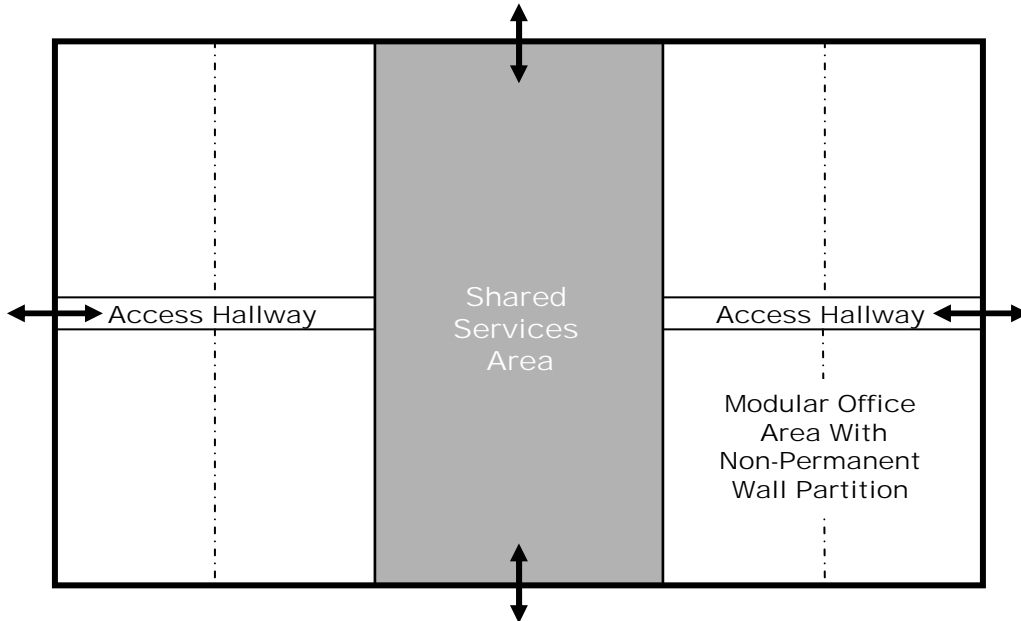 Shared
Services
Area
Access Hallway
Access Hallway
Modular Office
Area With
Non-Permanent
Wall Partition